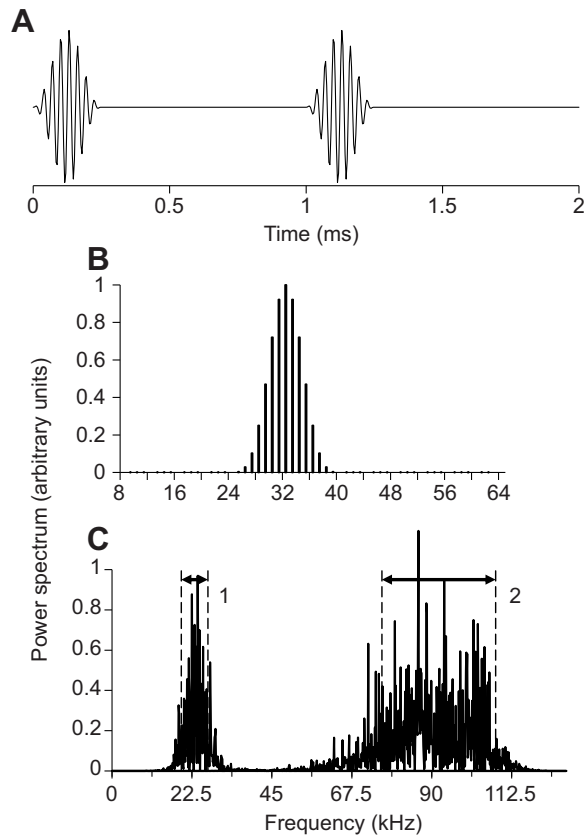 A
0 0.5 1 1.5 2
Time (ms)
B
Power spectrum (arbitrary units)
1
0.8
0.6
0.4
0.2
0
8 16 24 32 40 48 56 64
C
1
0.8
0.6
0.4
0.2
0
1
2
0 22.5 45 67.5 90 112.5
Frequency (kHz)